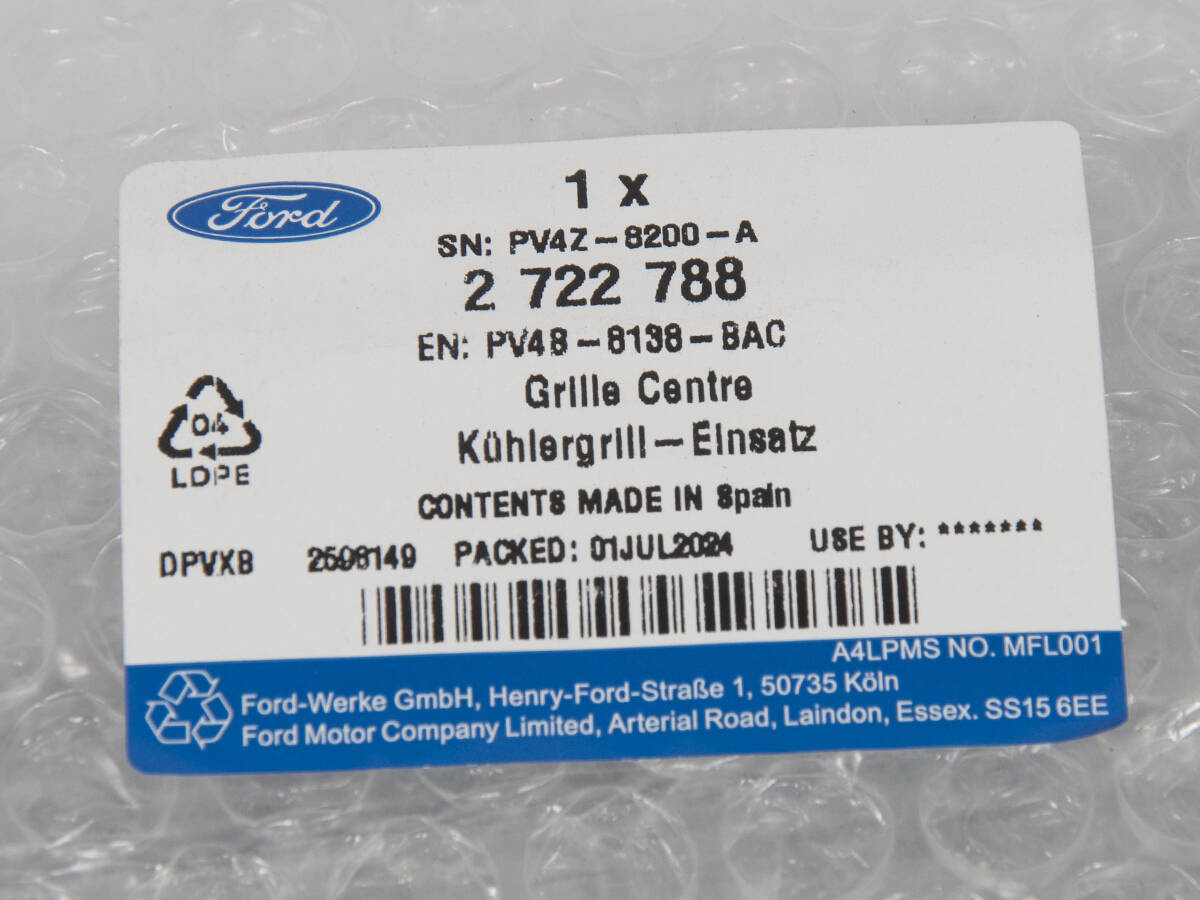 Ford
1 x
SN: PV4Z-8200-A
2 722 788
EN: PV4B-8138-BAC
Grille Centre
Kühlergrill-Einsatz
04
LDPE
CONTENTS MADE IN Spain
DPVXB 2598149 PACKED: 01JUL2024 USE BY: *******
A4LPMS NO. MFL001
Ford-Werke GmbH, Henry-Ford-Straße 1, 50735 Köln
Ford Motor Company Limited, Arterial Road, Laindon, Essex. SS15 6EE